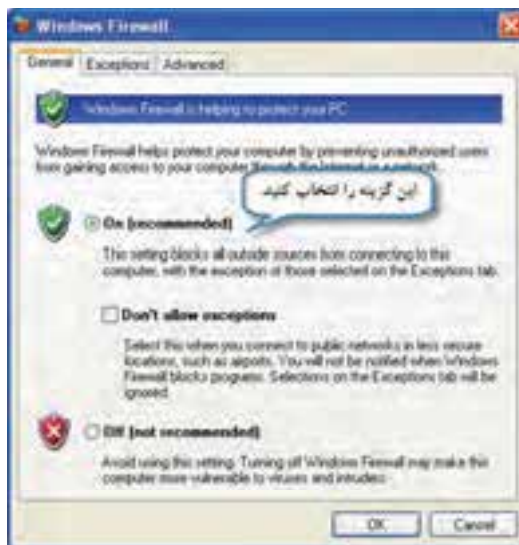 Windows Firewall
General Exceptions Advanced
Windows Firewall is helping to protect your PC
Windows Firewall helps protect your computer by preventing unauthorized users
from gaining access to your computer through the Internet or a network.
این گزینه را انتخاب کنید
On (recommended)
This setting blocks all outside sources from connecting to this
computer, with the exception of those selected on the Exceptions tab.
Don't allow exceptions
Select this when you connect to public networks in less secure
locations, such as airports. You will not be notified when Windows
Firewall blocks programs. Selections on the Exceptions tab will be
ignored.
Off (not recommended)
Avoid using this setting. Turning off Windows Firewall may make this
computer more vulnerable to viruses and intruders.
OK Cancel